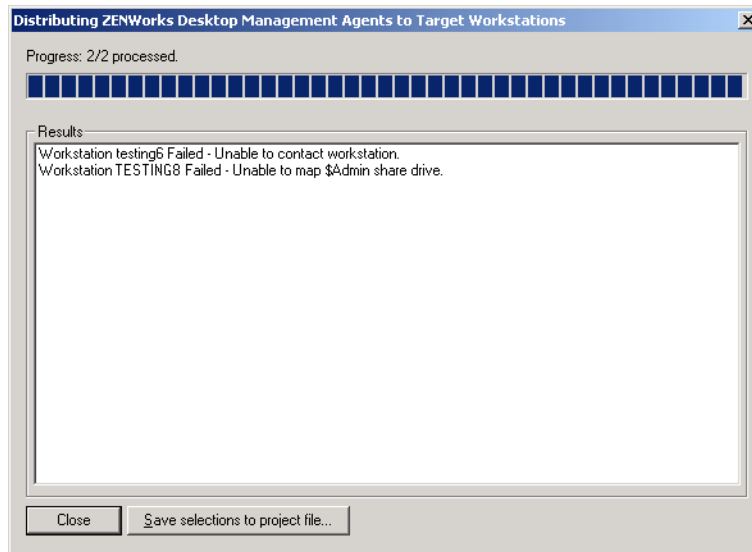 Distributing ZENWorks Desktop Management Agents to Target Workstations
Progress: 2/2 processed.
Results
Workstation testing6 Failed - Unable to contact workstation.
Workstation TESTING8 Failed - Unable to map $Admin share drive.
Close
Save selections to project file...